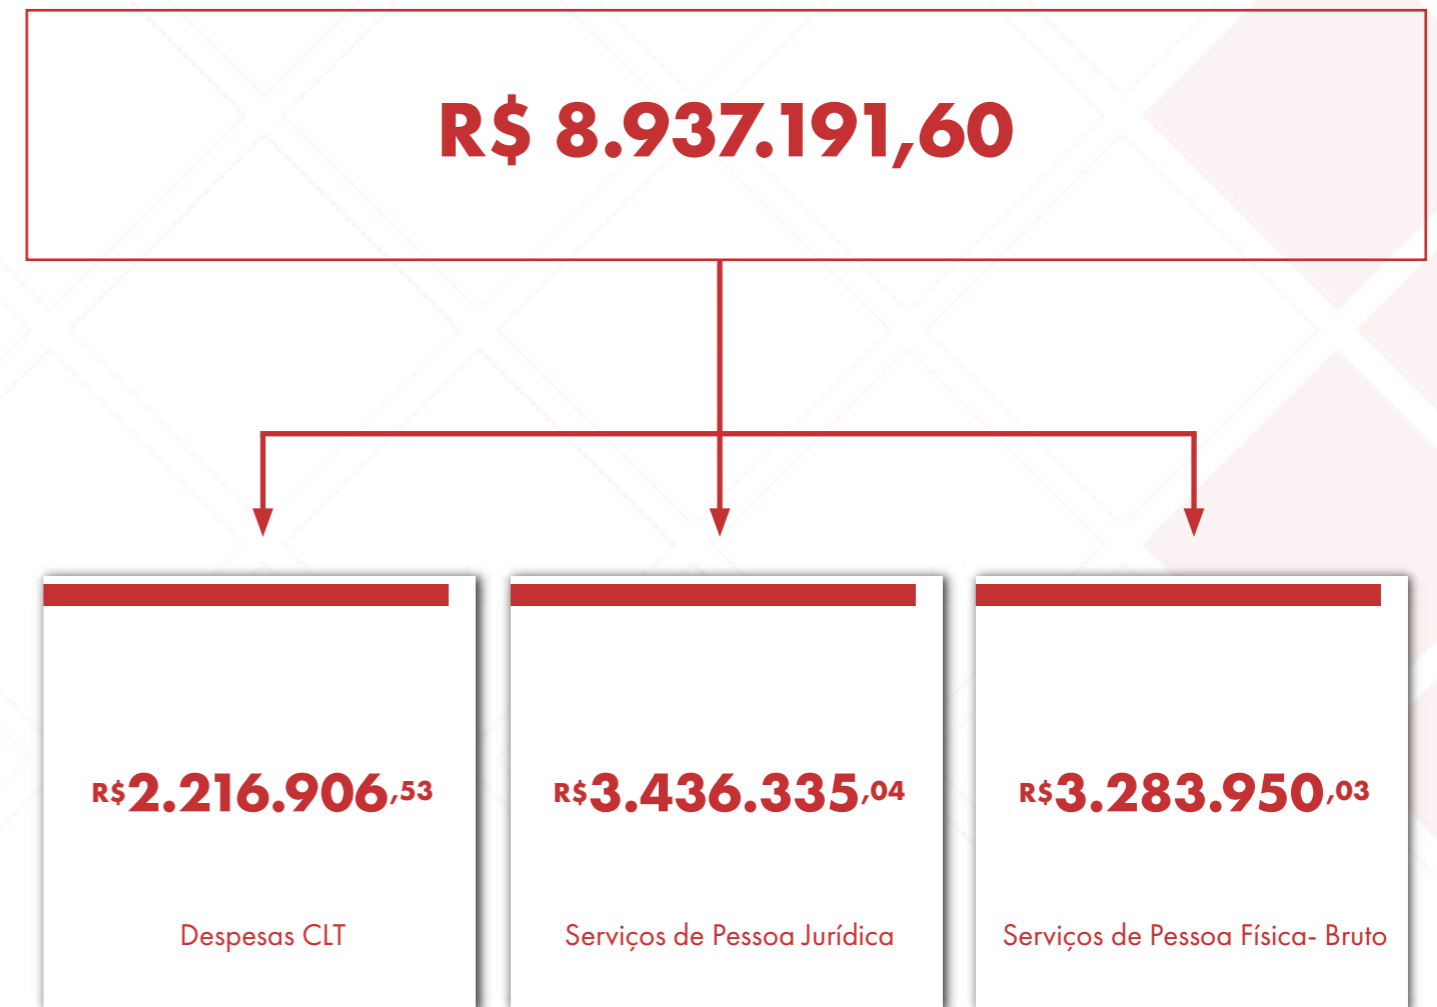 R$ 8.937.191,60
R$2.216.906,53
R$3.436.335,04
R$3.283.950,03
Despesas CLT
Serviços de Pessoa Jurídica
Serviços de Pessoa Física- Bruto